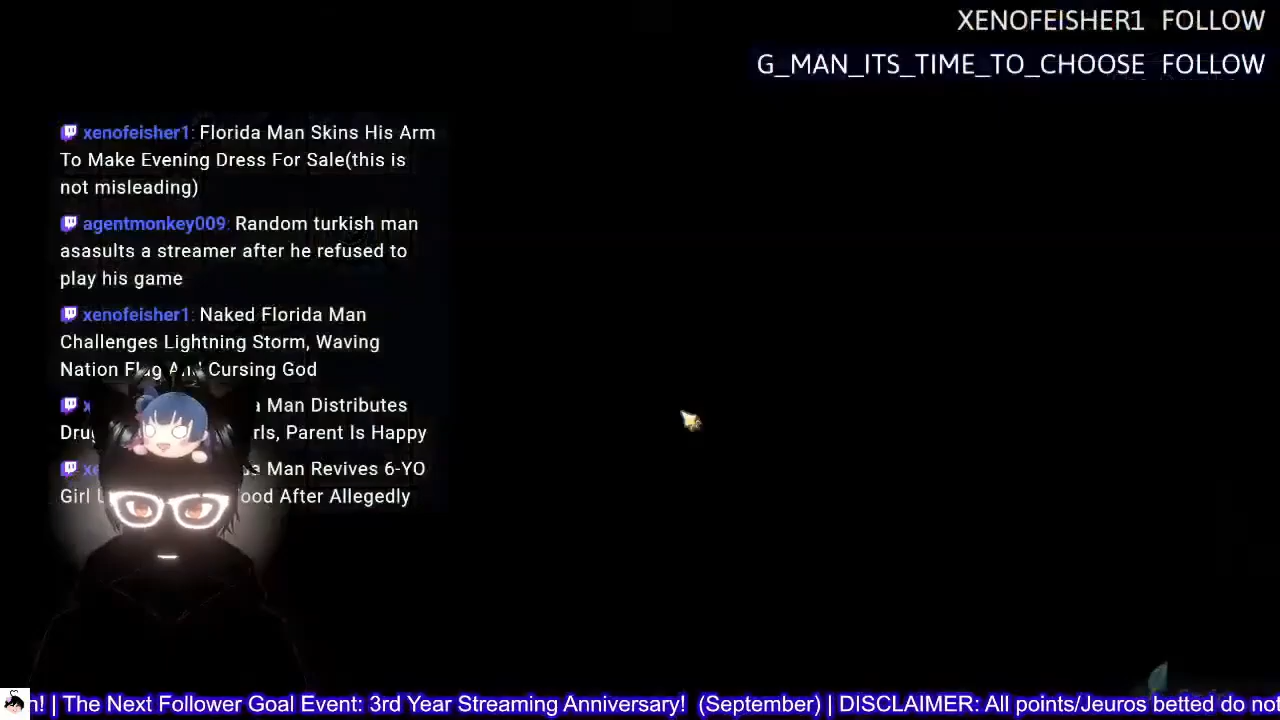 XENOFEISHER1 FOLLOW
G_MAN_ITS_TIME_TO_CHOOSE FOLLOW
xenofeisher1: Florida Man Skins His Arm
To Make Evening Dress For Sale(this is
not misleading)
agentmonkey009: Random turkish man
asasults a streamer after he refused to
play his game
xenofeisher1: Naked Florida Man
Challenges Lightning Storm, Waving
Nation Flag And Cursing God
Man Distributes
Parent Is Happy
Man Revives 6-YO
Girl After Allegedly
| The Next Follower Goal Event: 3rd Year Streaming Anniversary! (September) | DISCLAIMER: All points/Jeuros betted do